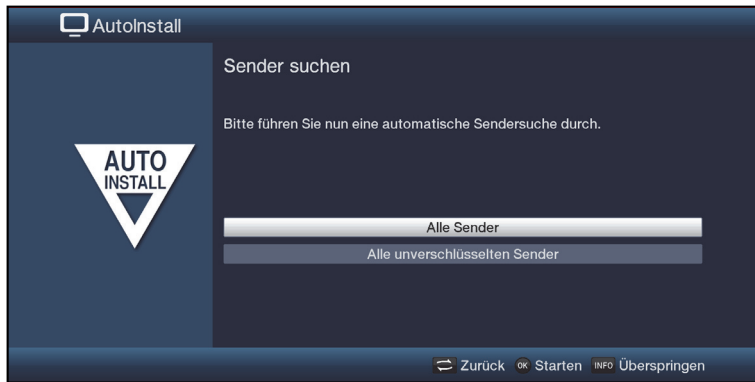 AutoInstall
Sender suchen
Bitte führen Sie nun eine automatische Sendersuche durch.
AUTO
INSTALL
Alle Sender
Alle unverschlüsselten Sender
Zurück OK Starten INFO Überspringen